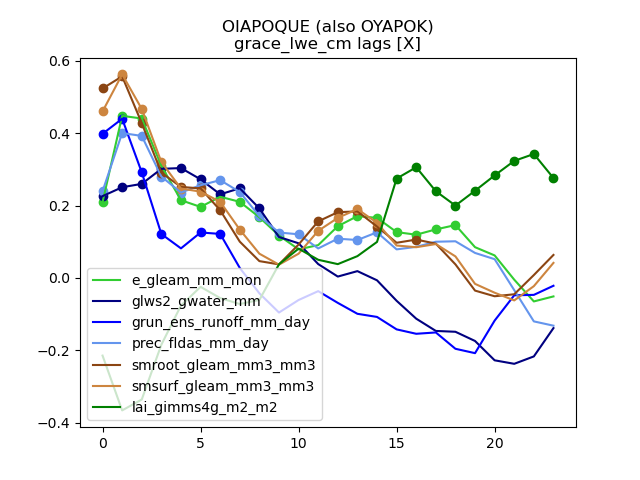 OIAPOQUE (also OYAPOK)
grace_lwe_cm lags [X]
0.6
0.4
0.2
0.0
−0.2
−0.4
e_gleam_mm_mon
glws2_gwater_mm
grun_ens_runoff_mm_day
prec_fldas_mm_day
smroot_gleam_mm3_mm3
smsurf_gleam_mm3_mm3
lai_gimms4g_m2_m2
0 5 10 15 20